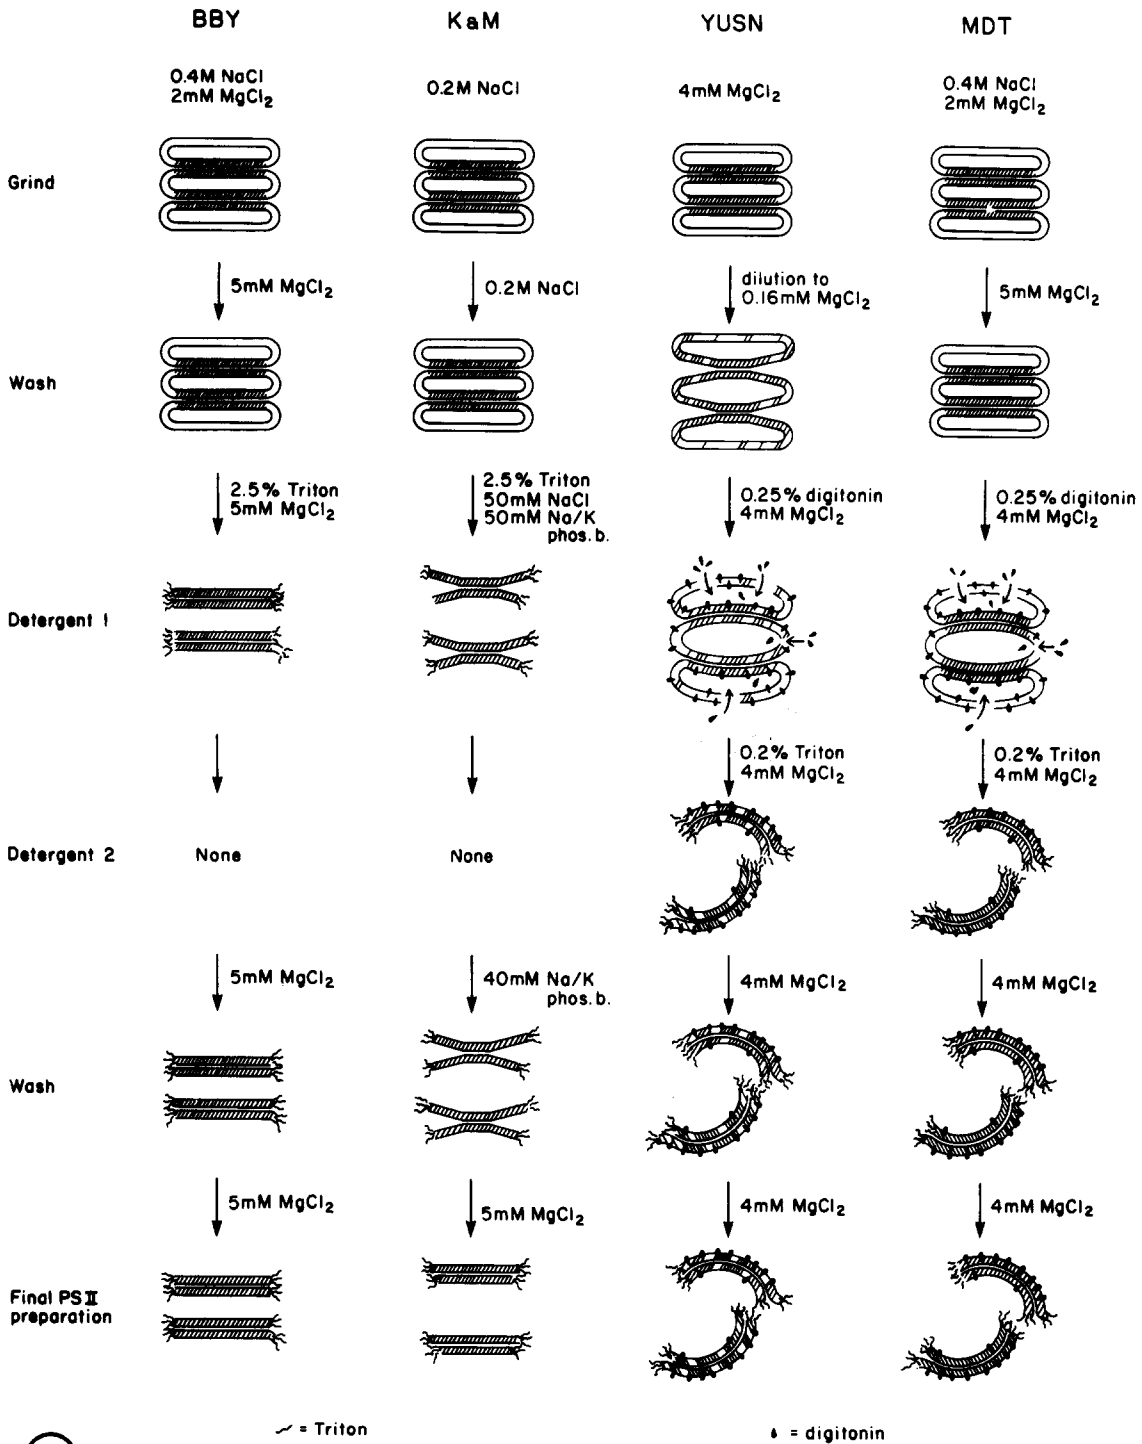 BBY K&M YUSN MDT
0.4M NaCl
2mM MgCl₂
0.2M NaCl
4mM MgCl₂
0.4M NaCl
2mM MgCl₂
Grind
5mM MgCl₂
0.2M NaCl
dilution to
0.16mM MgCl₂
5mM MgCl₂
Wash
2.5% Triton
5mM MgCl₂
2.5% Triton
50mM NaCl
50mM Na/K
phos. b.
0.25% digitonin
4mM MgCl₂
0.25% digitonin
4mM MgCl₂
Detergent 1
0.2% Triton
4mM MgCl₂
0.2% Triton
4mM MgCl₂
Detergent 2
None
None
5mM MgCl₂
40mM Na/K
phos. b.
4mM MgCl₂
4mM MgCl₂
Wash
5mM MgCl₂
5mM MgCl₂
4mM MgCl₂
4mM MgCl₂
Final PSII
preparation
= Triton
= digitonin